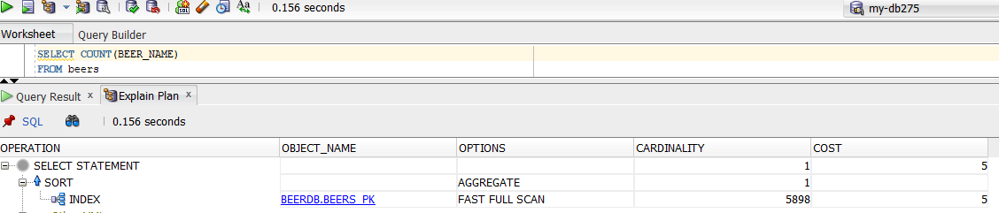 0.156 seconds
my-db275
Worksheet Query Builder
SELECT COUNT(BEER_NAME)
FROM beers
Query Result x Explain Plan x
SQL 0.156 seconds
OPERATION OBJECT_NAME OPTIONS CARDINALITY COST
SELECT STATEMENT 1 5
SORT AGGREGATE 1
INDEX BEERDB.BEERS_PK FAST FULL SCAN 5898 5